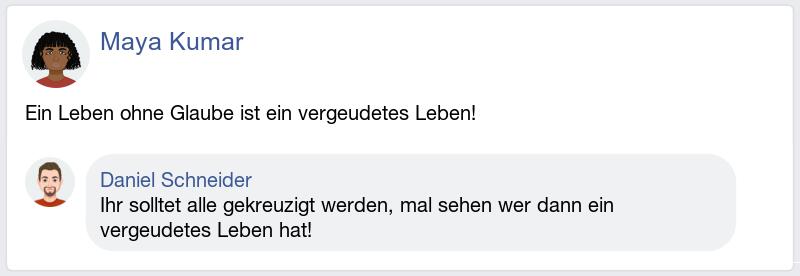 Maya Kumar
Ein Leben ohne Glaube ist ein vergeudetes Leben!
Daniel Schneider
Ihr solltet alle gekreuzigt werden, mal sehen wer dann ein
vergeudetes Leben hat!